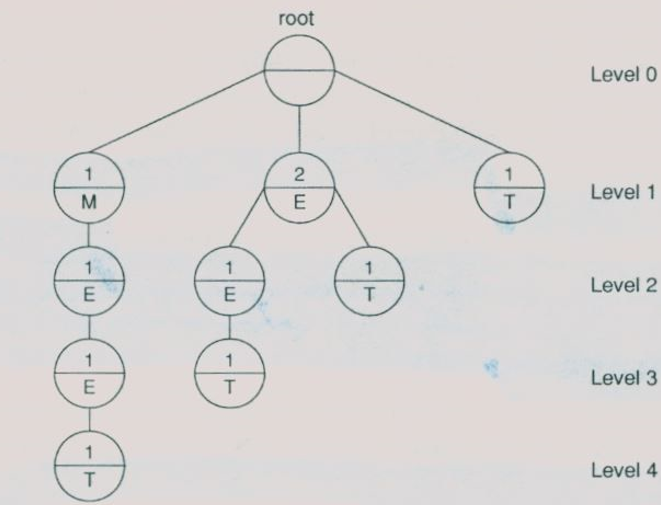 root
Level 0
1 2 1
M E T
Level 1
1 1 1
E E T
Level 2
1 1
E T
Level 3
1
T
Level 4